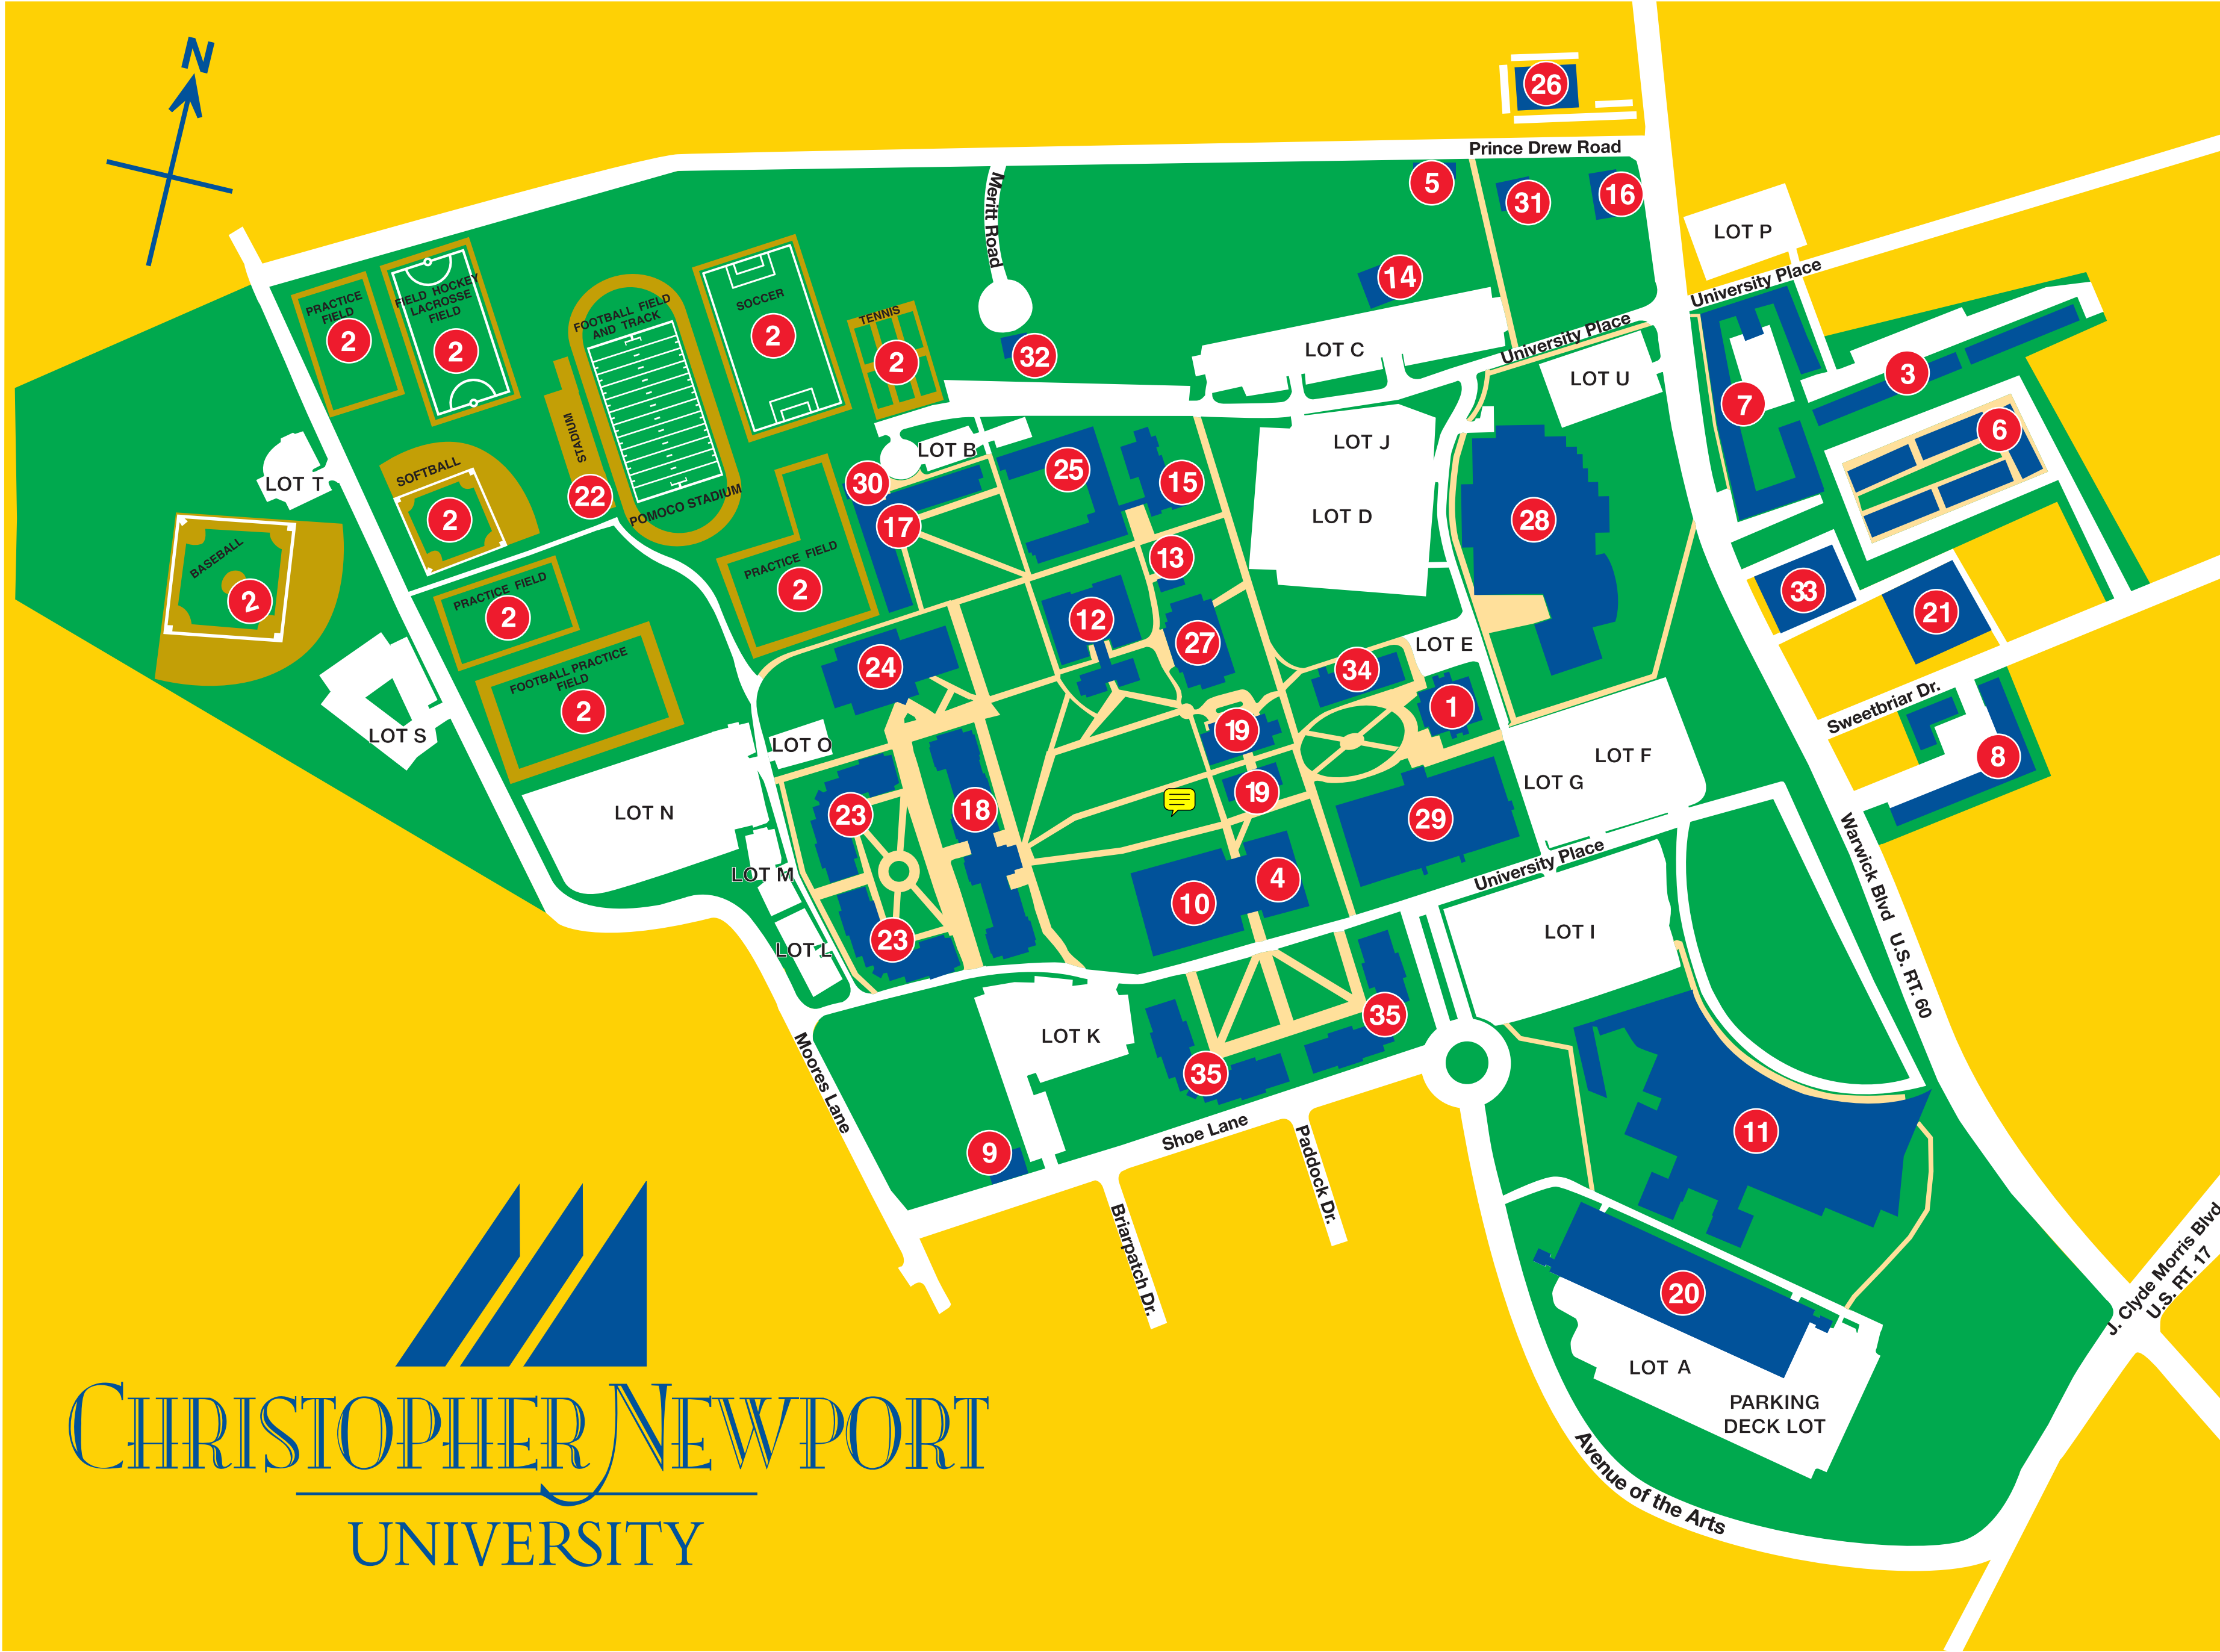 N
26
Prince Drew Road
5
31
16
Meritt Road
LOT P
University Place
14
PRACTICE
FIELD
2
FIELD HOCKEY
LACROSSE
FIELD
2
FOOTBALL FIELD
AND TRACK
SOCCER
2
TENNIS
2
32
LOT C
University Place
LOT U
7
3
6
STADIUM
22
POMOCO STADIUM
SOFTBALL
2
LOT T
LOT B
30
17
25
15
LOT J
LOT D
28
BASEBALL
2
PRACTICE FIELD
2
PRACTICE FIELD
2
13
12
27
33
21
FOOTBALL PRACTICE
FIELD
2
24
34
LOT E
1
Sweetbriar Dr.
8
LOT S
LOT O
19
19
LOT F
LOT G
LOT N
23
18
29
University Place
Warwick Blvd U.S. RT. 60
LOT M
4
10
23
LOT L
LOT I
LOT K
35
35
Moores Lane
9
Shoe Lane
Paddock Dr.
Briarpatch Dr.
11
20
LOT A
PARKING
DECK LOT
J. Clyde Morris Blvd
U.S. RT. 17
Avenue of the Arts
CHRISTOPHER NEWPORT
UNIVERSITY